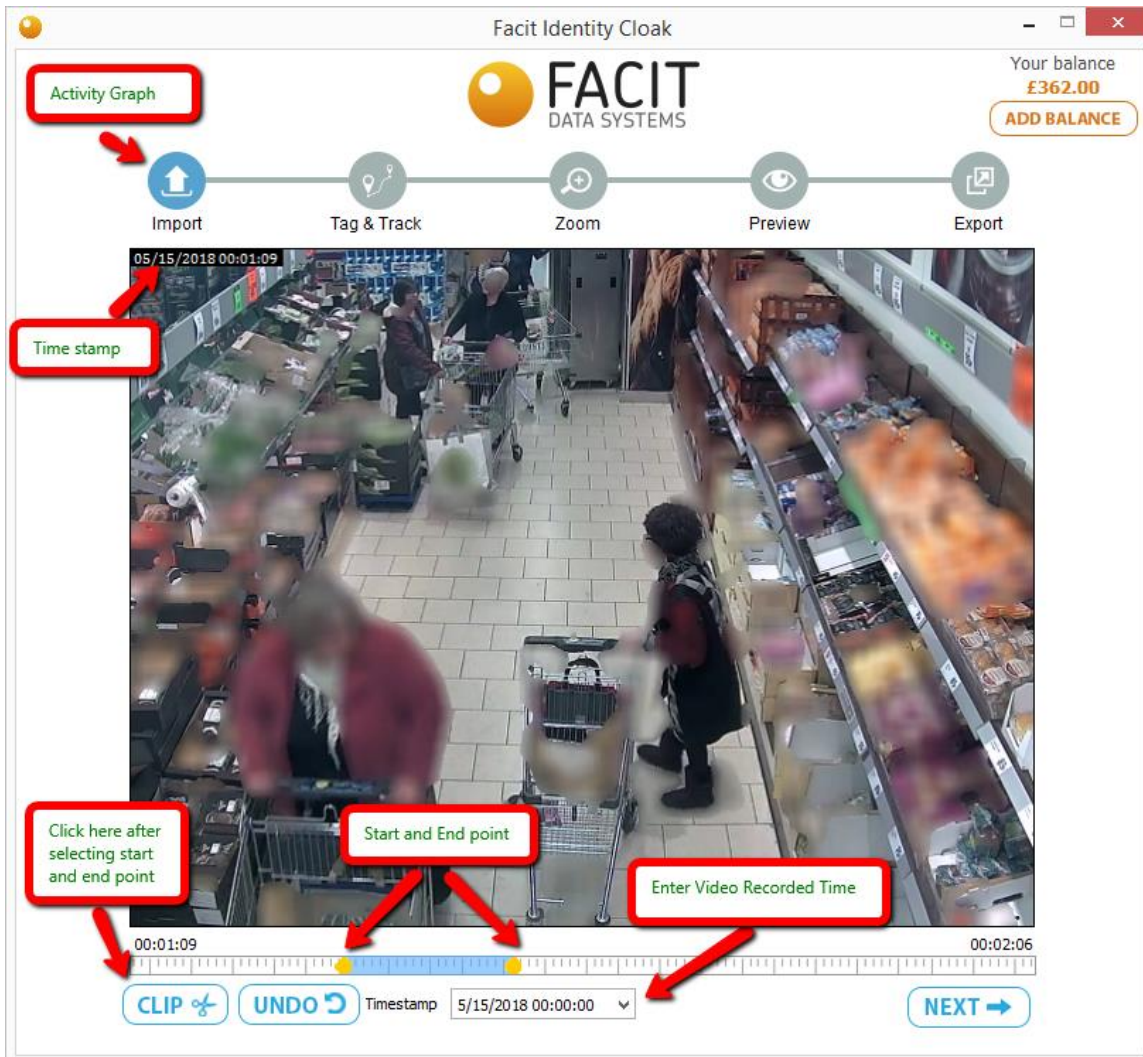 Facit Identity Cloak
FACIT
DATA SYSTEMS
Your balance
£362.00
ADD BALANCE
Activity Graph
Import
Tag & Track
Zoom
Preview
Export
05/15/2018 00:01:09
Time stamp
Click here after
selecting start
and end point
Start and End point
Enter Video Recorded Time
00:01:09
00:02:06
CLIP
UNDO
Timestamp
5/15/2018 00:00:00
NEXT